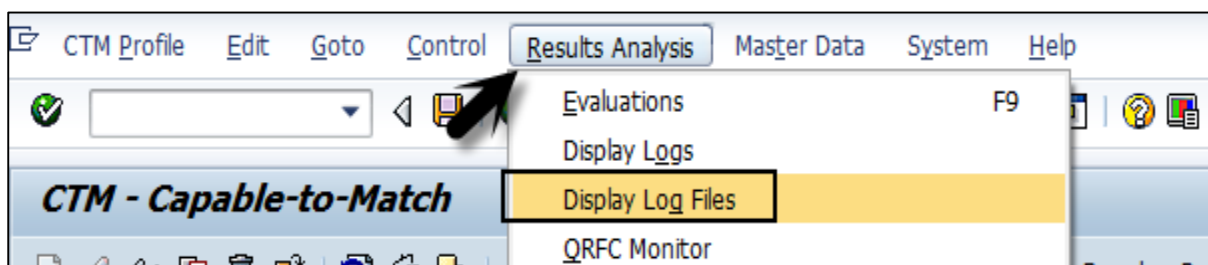 CTM Profile Edit Goto Control Results Analysis Master Data System Help
Evaluations F9
Display Logs
CTM - Capable-to-Match
Display Log Files
QRFC Monitor